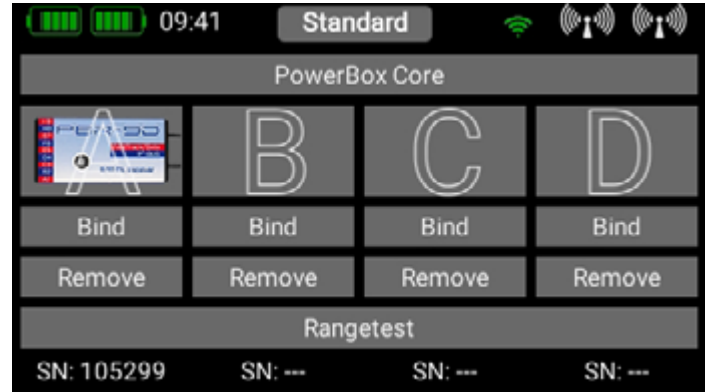 09:41 Standard
PowerBox Core
A B C D
Bind Bind Bind Bind
Remove Remove Remove Remove
Rangetest
SN: 105299 SN: --- SN: --- SN: ---